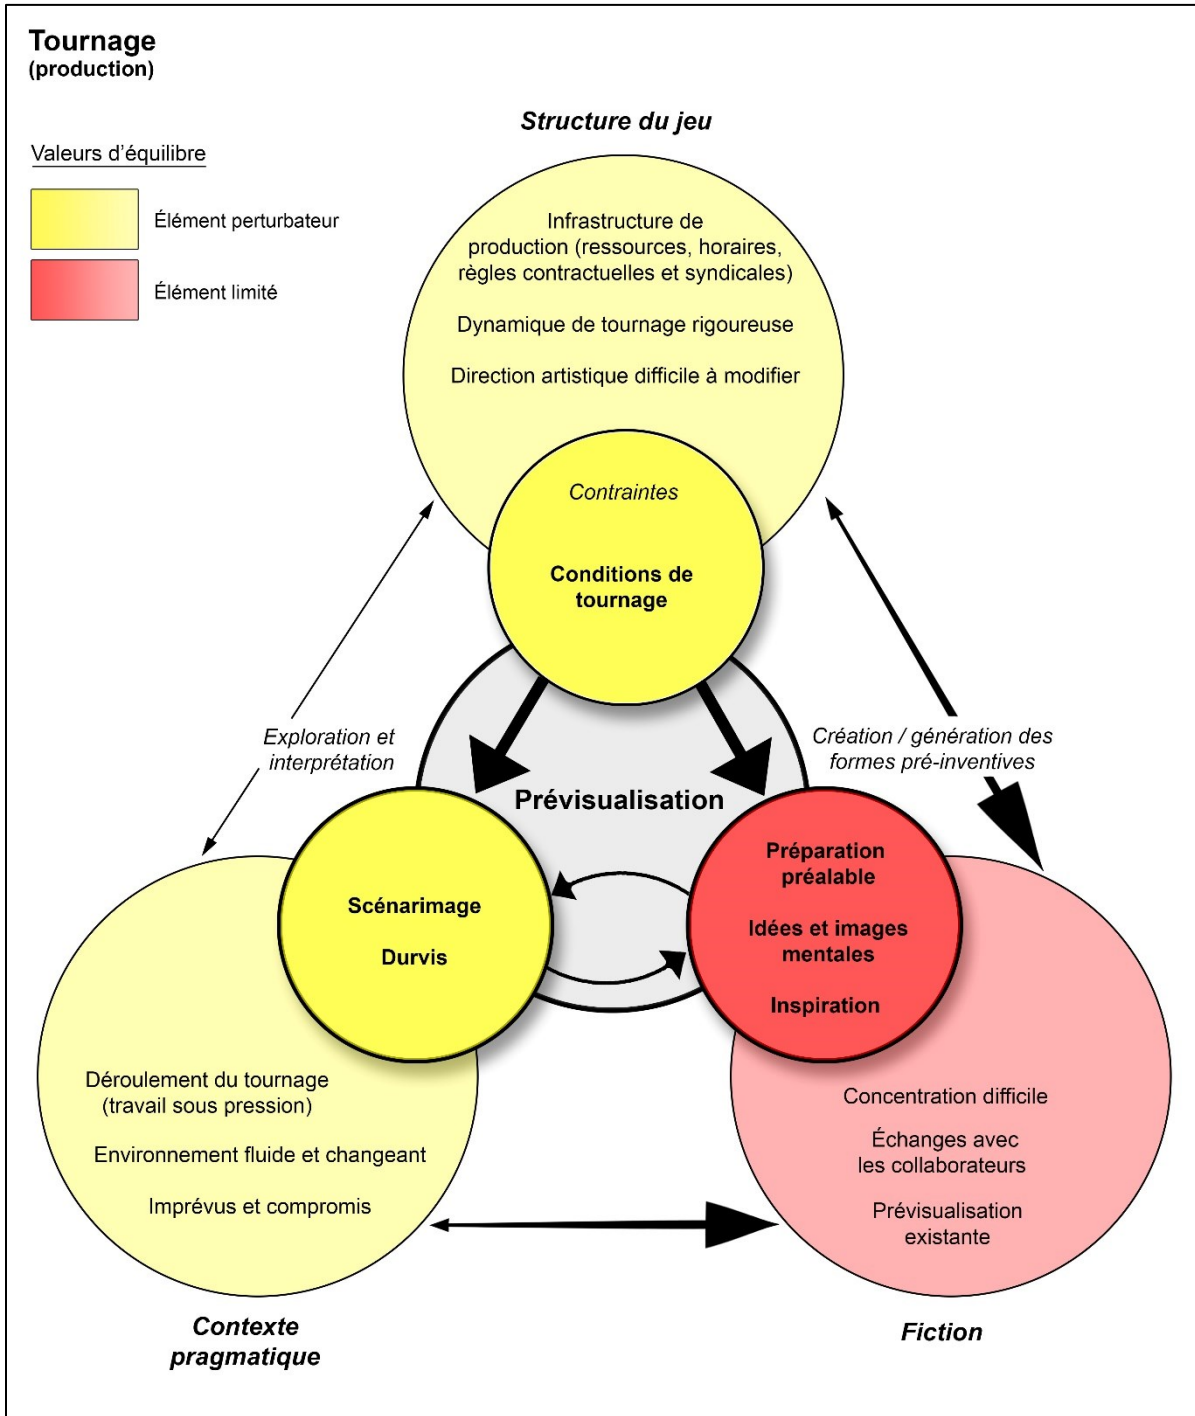 Tournage
(production)
Valeurs d’équilibre
Élément perturbateur
Élément limité
Structure du jeu
Infrastructure de
production (ressources, horaires,
règles contractuelles et syndicales)
Dynamique de tournage rigoureuse
Direction artistique difficile à modifier
Contraintes
Conditions de
tournage
Exploration et
interprétation
Création / génération des
formes pré-inventives
Prévisualisation
Scénarimage
Durvis
Préparation
préalable
Idées et images
mentales
Inspiration
Déroulement du tournage
(travail sous pression)
Environnement fluide et changeant
Imprévus et compromis
Concentration difficile
Échanges avec
les collaborateurs
Prévisualisation
existante
Contexte
pragmatique
Fiction